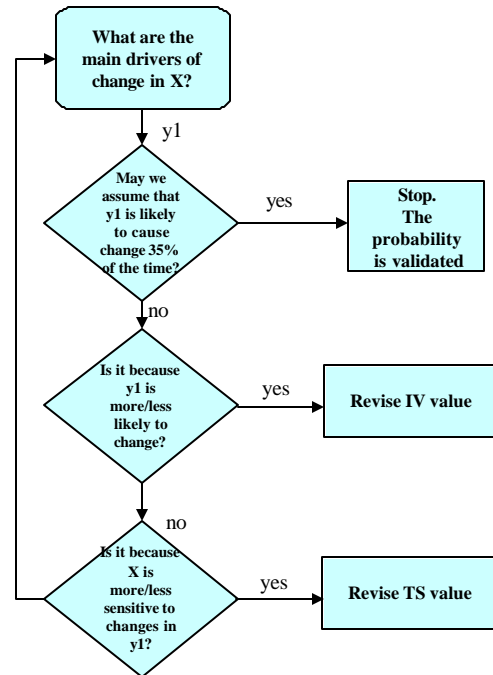 What are the
main drivers of
change in X?
y1
May we
assume that
y1 is likely
to cause
change 35%
of the time?
yes
Stop.
The
probability
is validated
no
Is it because
y1 is
more/less
likely to
change?
yes
Revise IV value
no
Is it because
X is
more/less
sensitive to
changes in
y1?
yes
Revise TS value